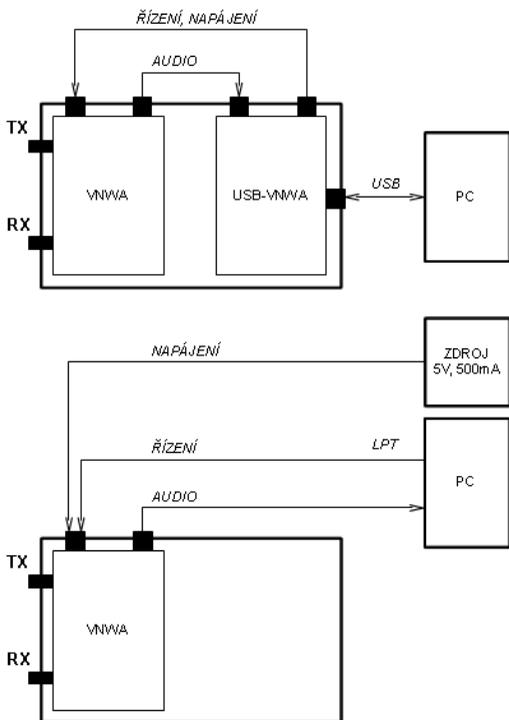 ŘÍZENÍ, NAPÁJENÍ
AUDIO
TX
VNWA
USB-VNWA
USB
PC
RX
NAPÁJENÍ
ZDROJ
5V, 500mA
ŘÍZENÍ
LPT
PC
AUDIO
TX
VNWA
RX